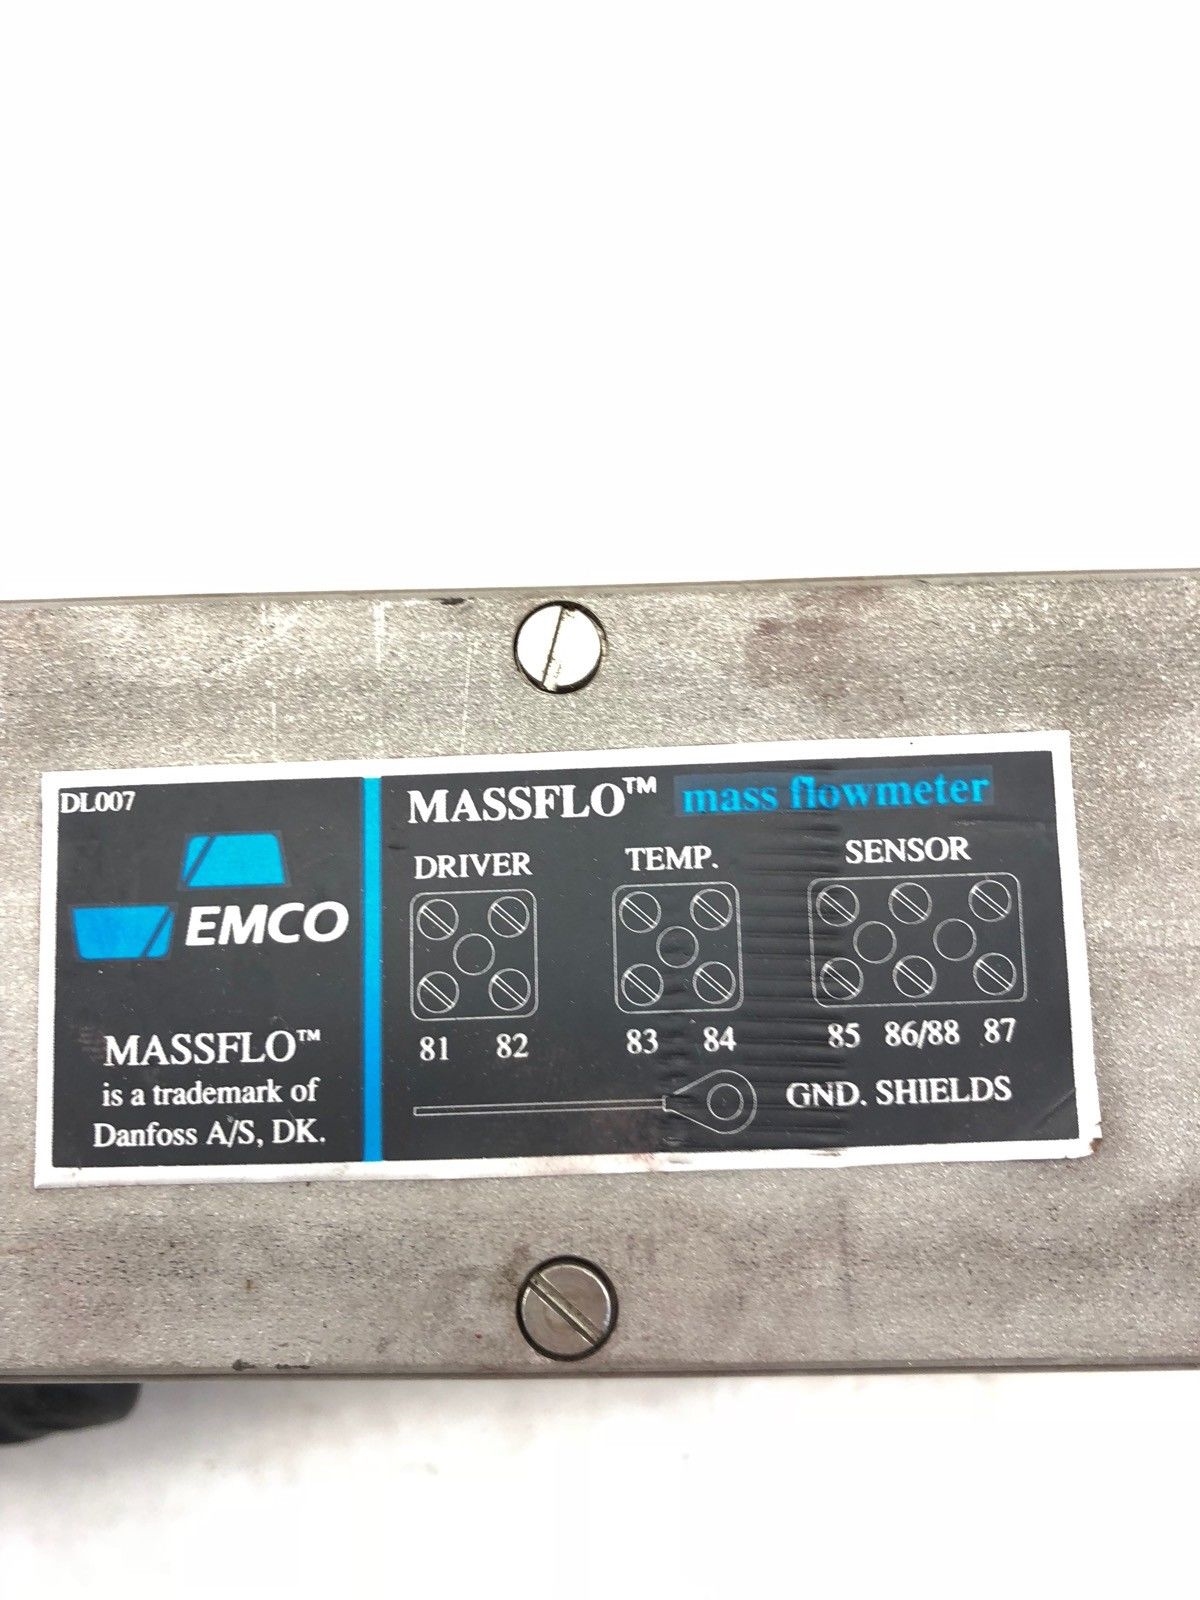 DL007
EMCO
MASSFLO™
is a trademark of
Danfoss A/S, DK.
MASSFLO™ mass flowmeter
DRIVER TEMP. SENSOR
81 82 83 84 85 86/88 87
GND. SHIELDS